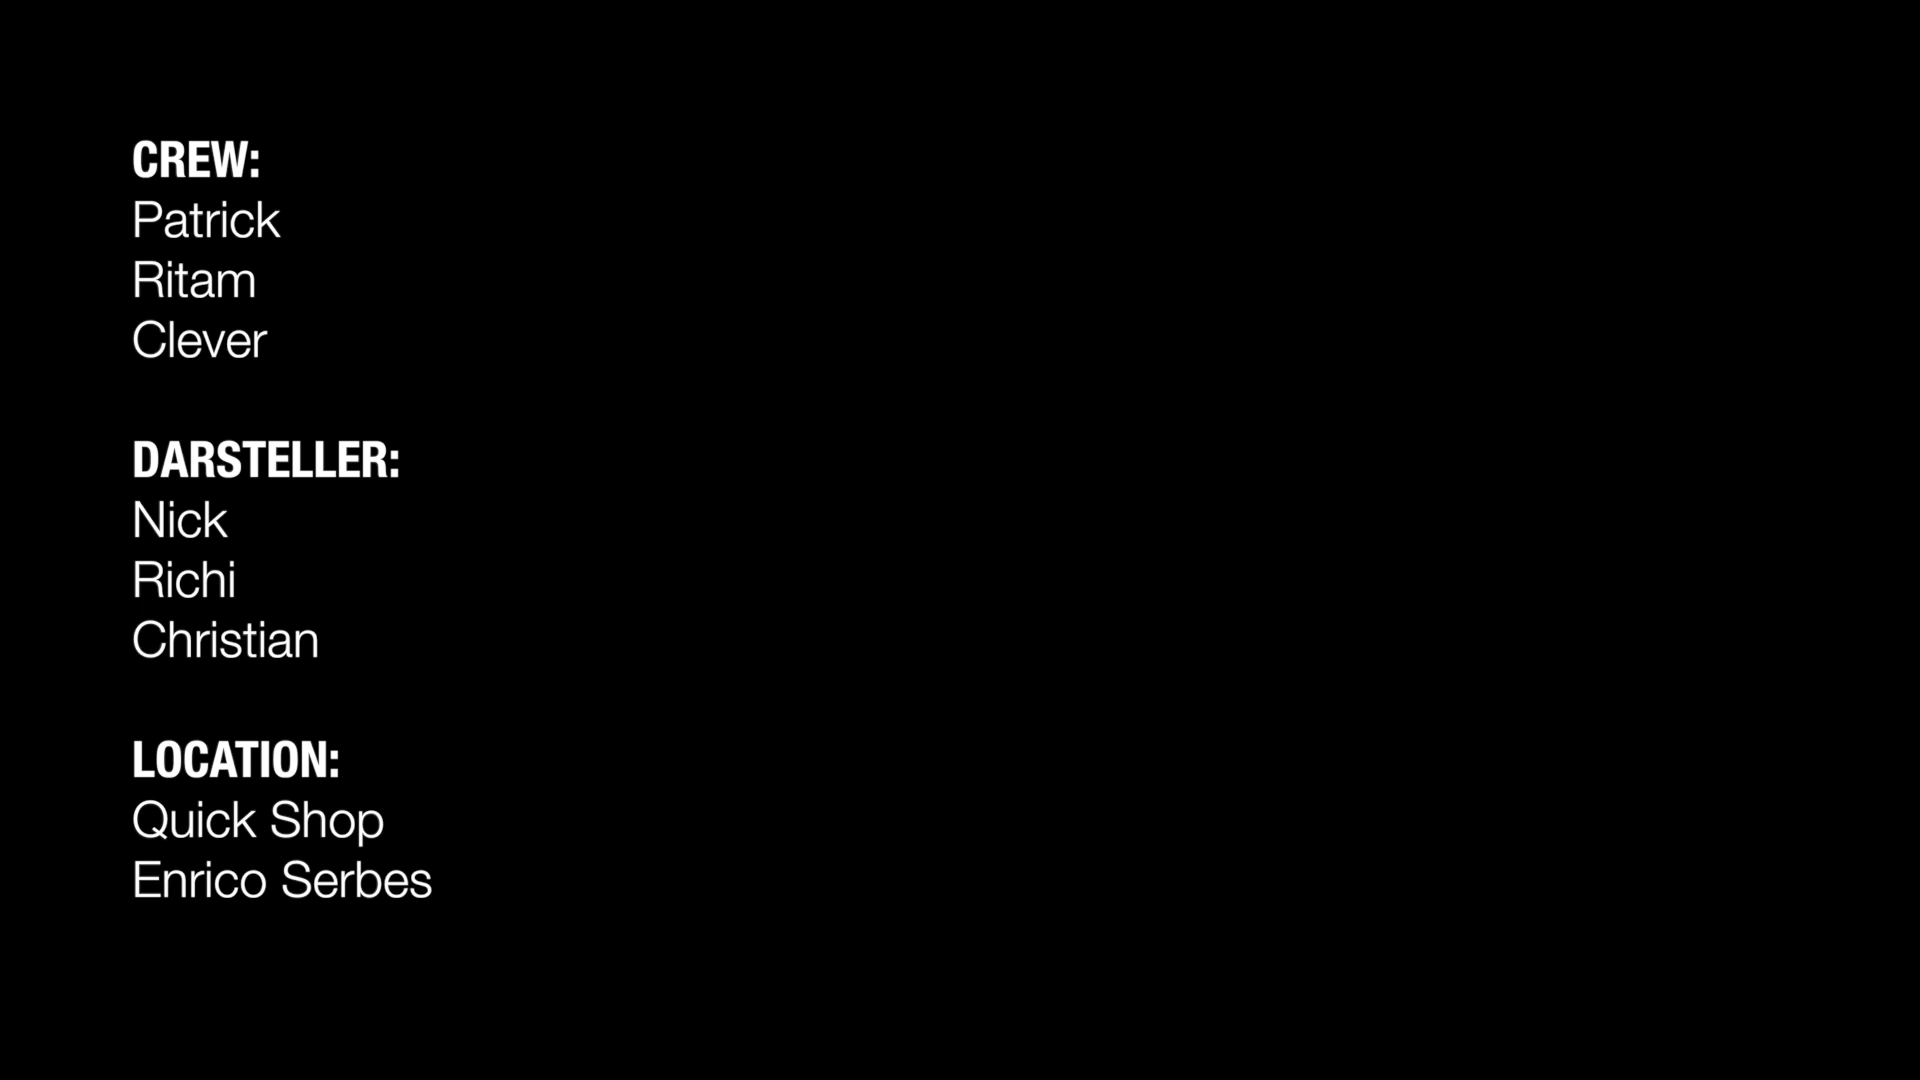 CREW:
Patrick
Ritam
Clever
DARSTELLER:
Nick
Richi
Christian
LOCATION:
Quick Shop
Enrico Serbes